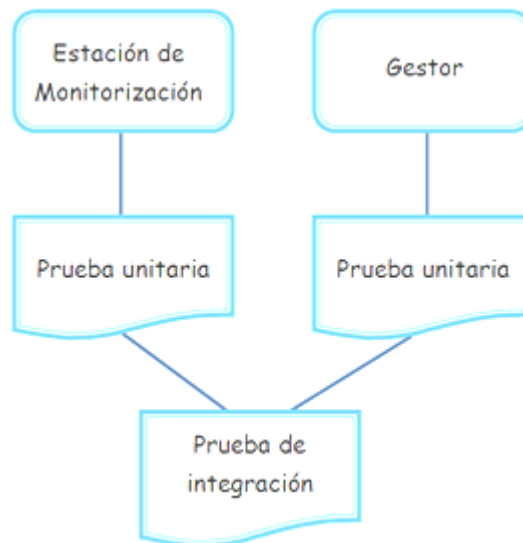 Estación de
Monitorización
Gestor
Prueba unitaria
Prueba unitaria
Prueba de
integración